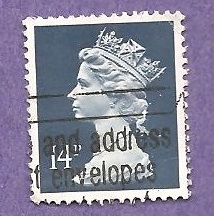 and address
14P
f envelopes